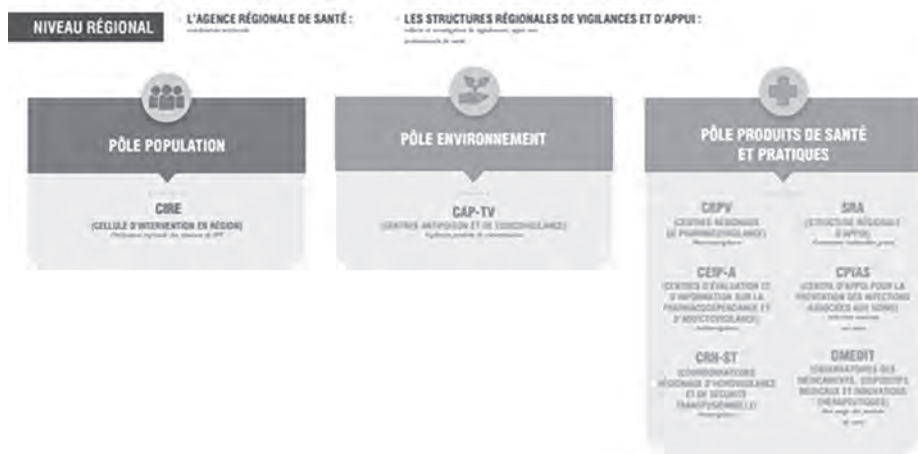 NIVEAU RÉGIONAL
L'AGENCE RÉGIONALE DE SANTÉ :
LES STRUCTURES RÉGIONALES DE VIGILANCES ET D'APPUI :
professionnels de santé
PÔLE POPULATION
CIRE
(CELLULE D'INTERVENTION EN RÉGION)
PÔLE ENVIRONNEMENT
CAP-TV
(CENTRES ANTIPOISON ET DE TOXICOVIGILANCE)
PÔLE PRODUITS DE SANTÉ
ET PRATIQUES
CRPV
(CENTRES RÉGIONAUX
DE PHARMACOVIGILANCE)
SRA
(STRUCTURE RÉGIONALE
D'APPUI)
CEIP-A
(CENTRES D'ÉVALUATION ET
D'INFORMATION SUR LA
PHARMACODÉPENDANCE ET
D'ADDICTOVIGILANCE)
CPIAS
(CENTRE D'APPUI POUR LA
PRÉVENTION DES INFECTIONS
ASSOCIÉES AUX SOINS)
CRH-ST
(COORDONNATEURS
RÉGIONAUX D'HÉMOVIGILANCE
ET DE SÉCURITÉ
TRANSFUSIONNELLE)
OMEDIT
(OBSERVATOIRES DES
MÉDICAMENTS, DISPOSITIFS
MÉDICAUX ET INNOVATIONS
THÉRAPEUTIQUES)